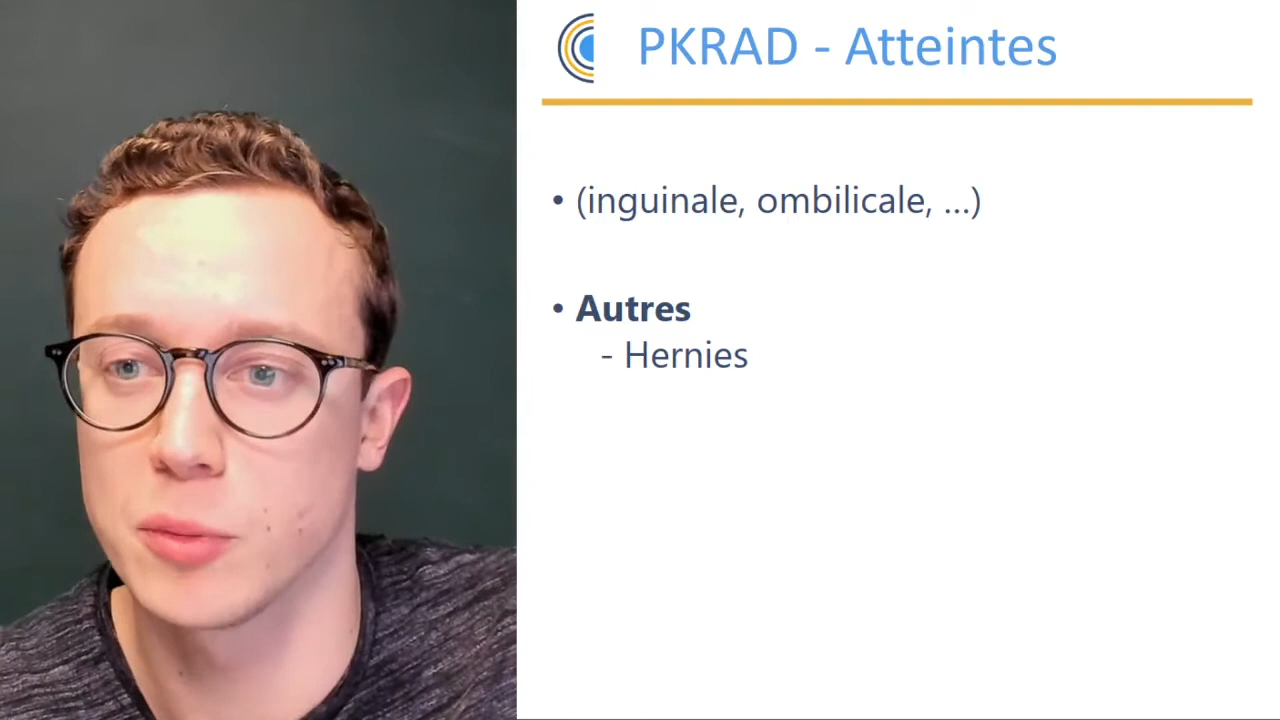 PKRAD - Atteintes
• (inguinale, ombilicale, ...)
• Autres
- Hernies